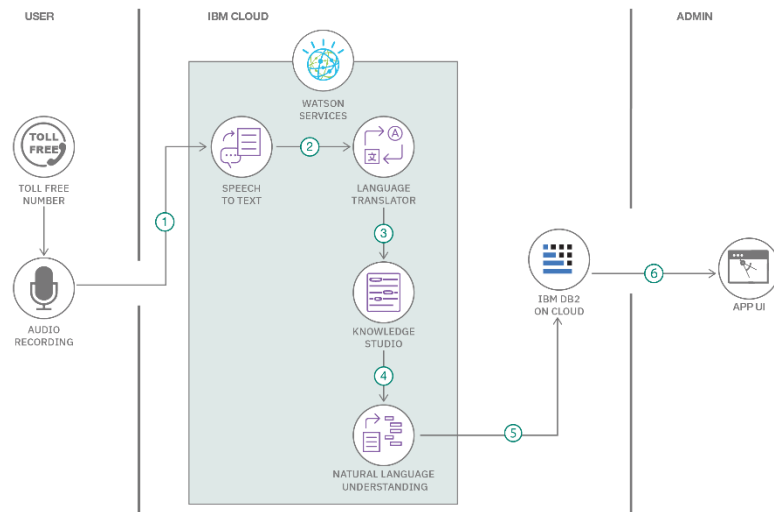 USER
IBM CLOUD
ADMIN
WATSON
SERVICES
TOLL
FREE
TOLL FREE
NUMBER
1
SPEECH
TO TEXT
2
A
文
LANGUAGE
TRANSLATOR
3
AUDIO
RECORDING
KNOWLEDGE
STUDIO
4
NATURAL LANGUAGE
UNDERSTANDING
5
IBM DB2
ON CLOUD
6
APP UI